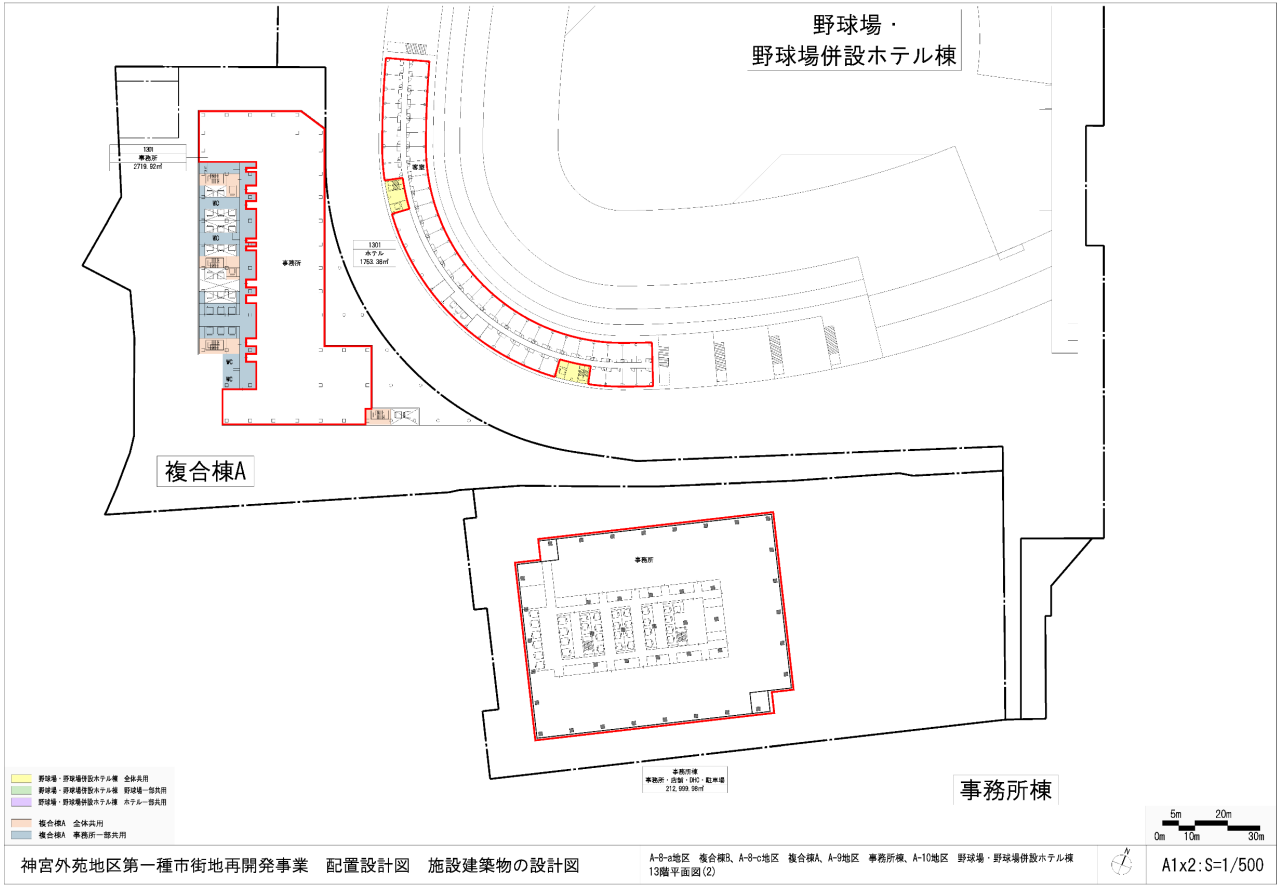 野球場・
野球場併設ホテル棟
1301
事務所
2719.92㎡
WC
WC
事務所
WC
WC
客室
1301
ホテル
1753.36㎡
複合棟A
事務所
事務所棟
事務所・店舗・DHC・駐車場
212,999.98㎡
事務所棟
野球場・野球場併設ホテル棟 全体共用
野球場・野球場併設ホテル棟 野球場一部共用
野球場・野球場併設ホテル棟 ホテル一部共用
複合棟A 全体共用
複合棟A 事務所一部共用
5m 20m
0m 10m 30m
神宮外苑地区第一種市街地再開発事業 配置設計図 施設建築物の設計図
A-8-a地区 複合棟B、A-8-c地区 複合棟A、A-9地区 事務所棟、A-10地区 野球場・野球場併設ホテル棟
13階平面図(2)
N
A1x2:S=1/500